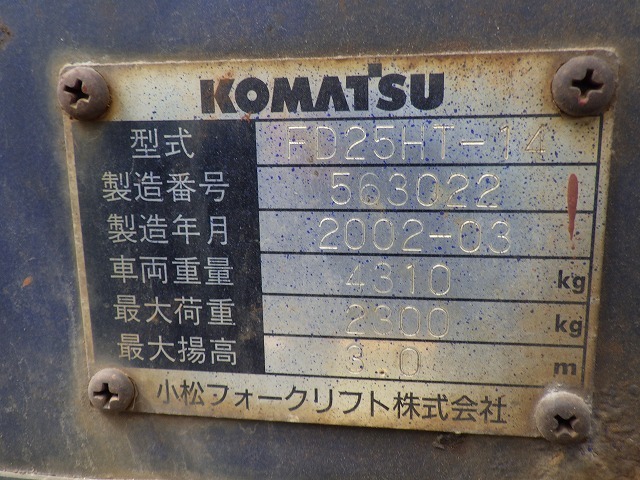 KOMATSU
型式 FD25HT-14
製造番号 563022
製造年月 2002-03
車両重量 4310 kg
最大荷重 2300 kg
最大揚高 3.0 m
小松フォークリフト株式会社